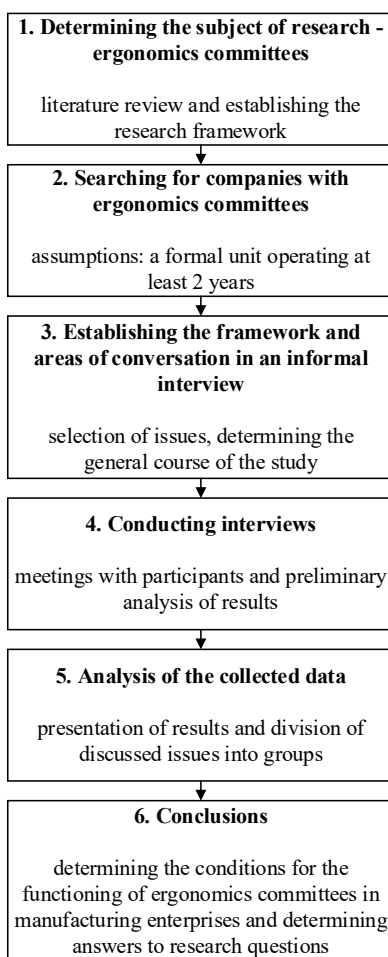 1. Determining the subject of research -
ergonomics committees
literature review and establishing the
research framework
2. Searching for companies with
ergonomics committees
assumptions: a formal unit operating at
least 2 years
3. Establishing the framework and
areas of conversation in an informal
interview
selection of issues, determining the
general course of the study
4. Conducting interviews
meetings with participants and preliminary
analysis of results
5. Analysis of the collected data
presentation of results and division of
discussed issues into groups
6. Conclusions
determining the conditions for the
functioning of ergonomics committees in
manufacturing enterprises and determining
answers to research questions